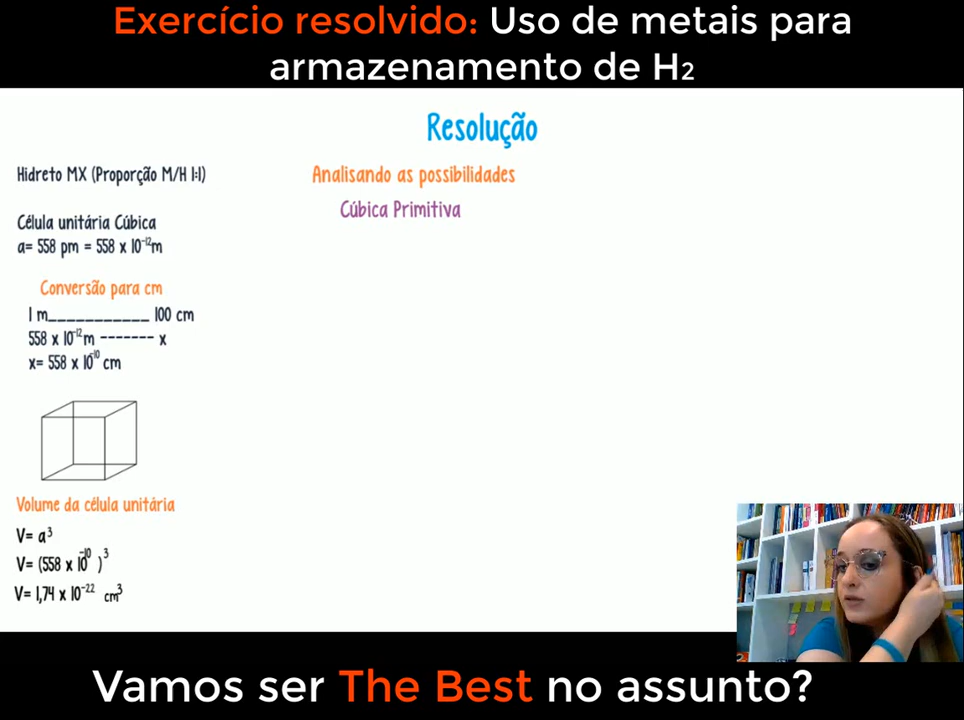 Exercício resolvido: Uso de metais para
armazenamento de H₂
Resolução
Hidreto MX (Proporção M/H 1:1)
Célula unitária Cúbica
a= 558 pm = 558 x 10⁻¹²m
Conversão para cm
1 m___________ 100 cm
558 x 10⁻¹²m ------- x
x= 558 x 10⁻¹⁰ cm
Volume da célula unitária
V= a³
V= (558 x 10⁻¹⁰ )³
V= 1,74 x 10⁻²² cm³
Analisando as possibilidades
Cúbica Primitiva
Vamos ser The Best no assunto?